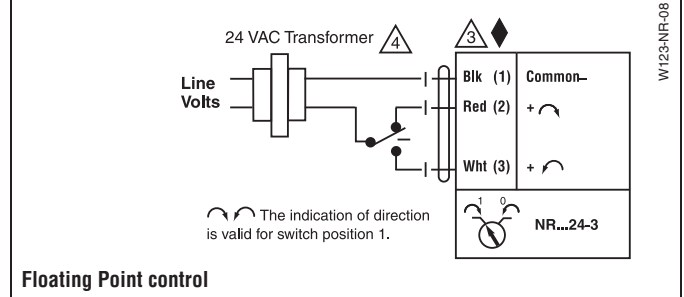 W123-NR-08
24 VAC Transformer 4
3
Line
Volts
Blk (1) Common–
Red (2) +
Wht (3) +
The indication of direction
is valid for switch position 1.
1 0
NR...24-3
Floating Point control